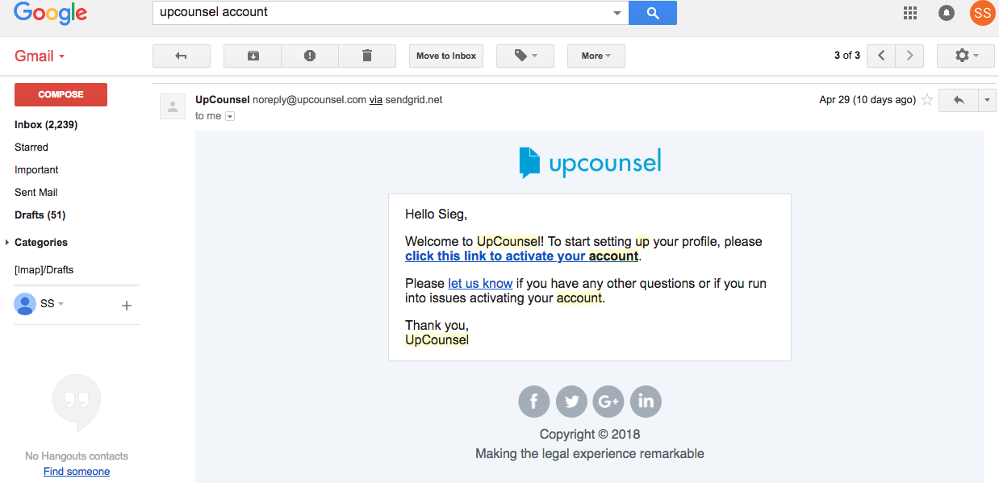 Google
upcounsel account
SS
Gmail
Move to Inbox
More
3 of 3
COMPOSE
Inbox (2,239)
Starred
Important
Sent Mail
Drafts (51)
Categories
[Imap]/Drafts
SS
No Hangouts contacts
Find someone
UpCounsel noreply@upcounsel.com via sendgrid.net
Apr 29 (10 days ago)
to me
upcounsel
Hello Sieg,
Welcome to UpCounsel! To start setting up your profile, please
click this link to activate your account.
Please let us know if you have any other questions or if you run
into issues activating your account.
Thank you,
UpCounsel
f
G+
in
Copyright © 2018
Making the legal experience remarkable